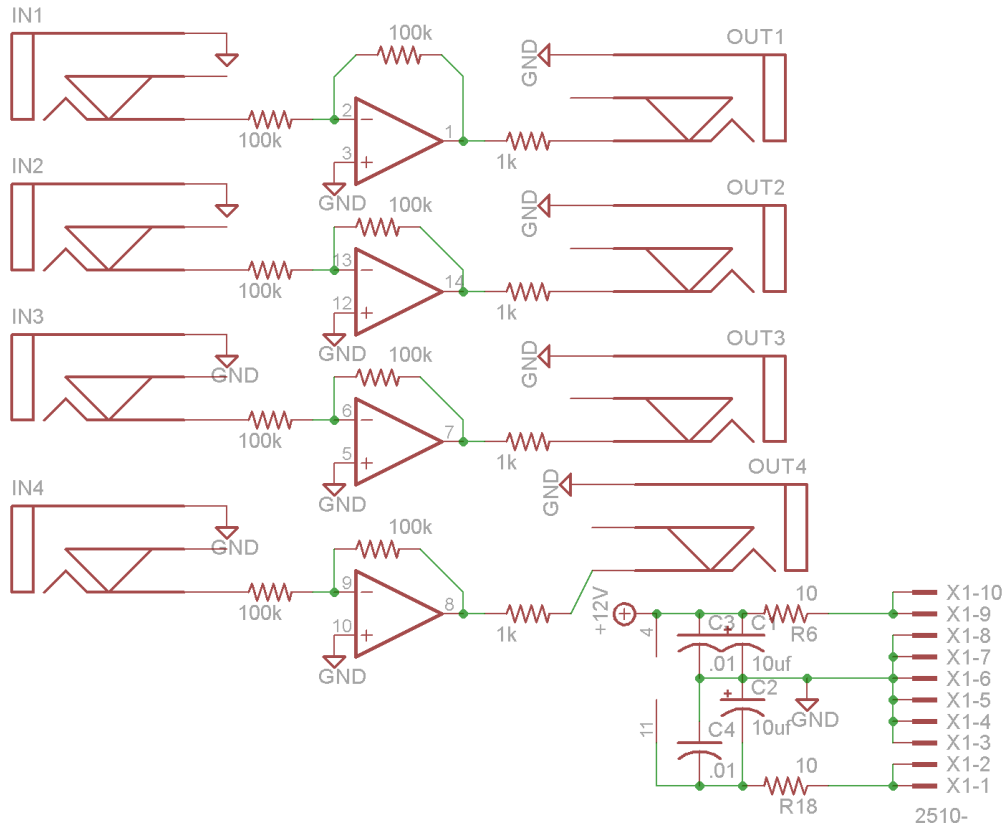 IN1
100k
OUT1
GND
2
1
3
100k
1k
GND
IN2
100k
OUT2
GND
13
14
12
100k
1k
GND
IN3
GND
100k
OUT3
GND
6
7
5
100k
1k
GND
IN4
GND
100k
OUT4
GND
9
8
10
100k
1k
GND
+12V
4
C3
C1
.01
10uf
10
R6
C2
10uf
GND
11
C4
.01
10
R18
X1-10
X1-9
X1-8
X1-7
X1-6
X1-5
X1-4
X1-3
X1-2
X1-1
2510-